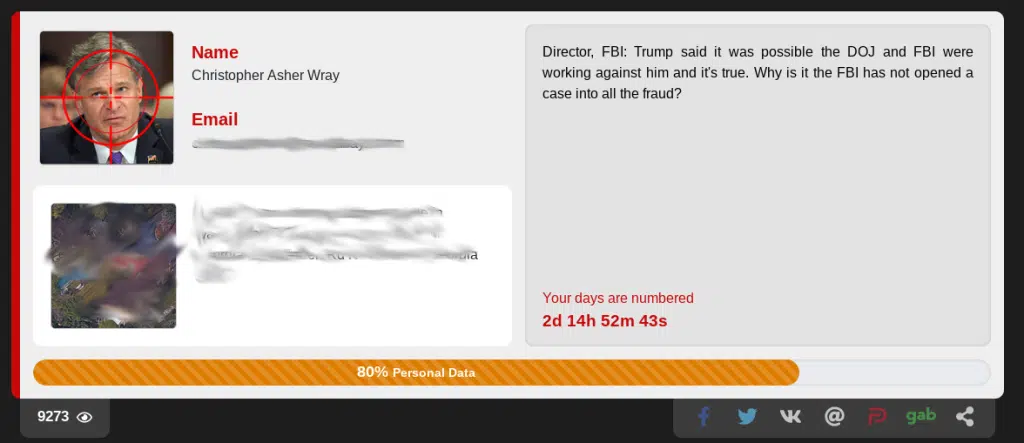 Name
Christopher Asher Wray
Email
Director, FBI: Trump said it was possible the DOJ and FBI were
working against him and it's true. Why is it the FBI has not opened a
case into all the fraud?
Your days are numbered
2d 14h 52m 43s
80% Personal Data
9273
gab